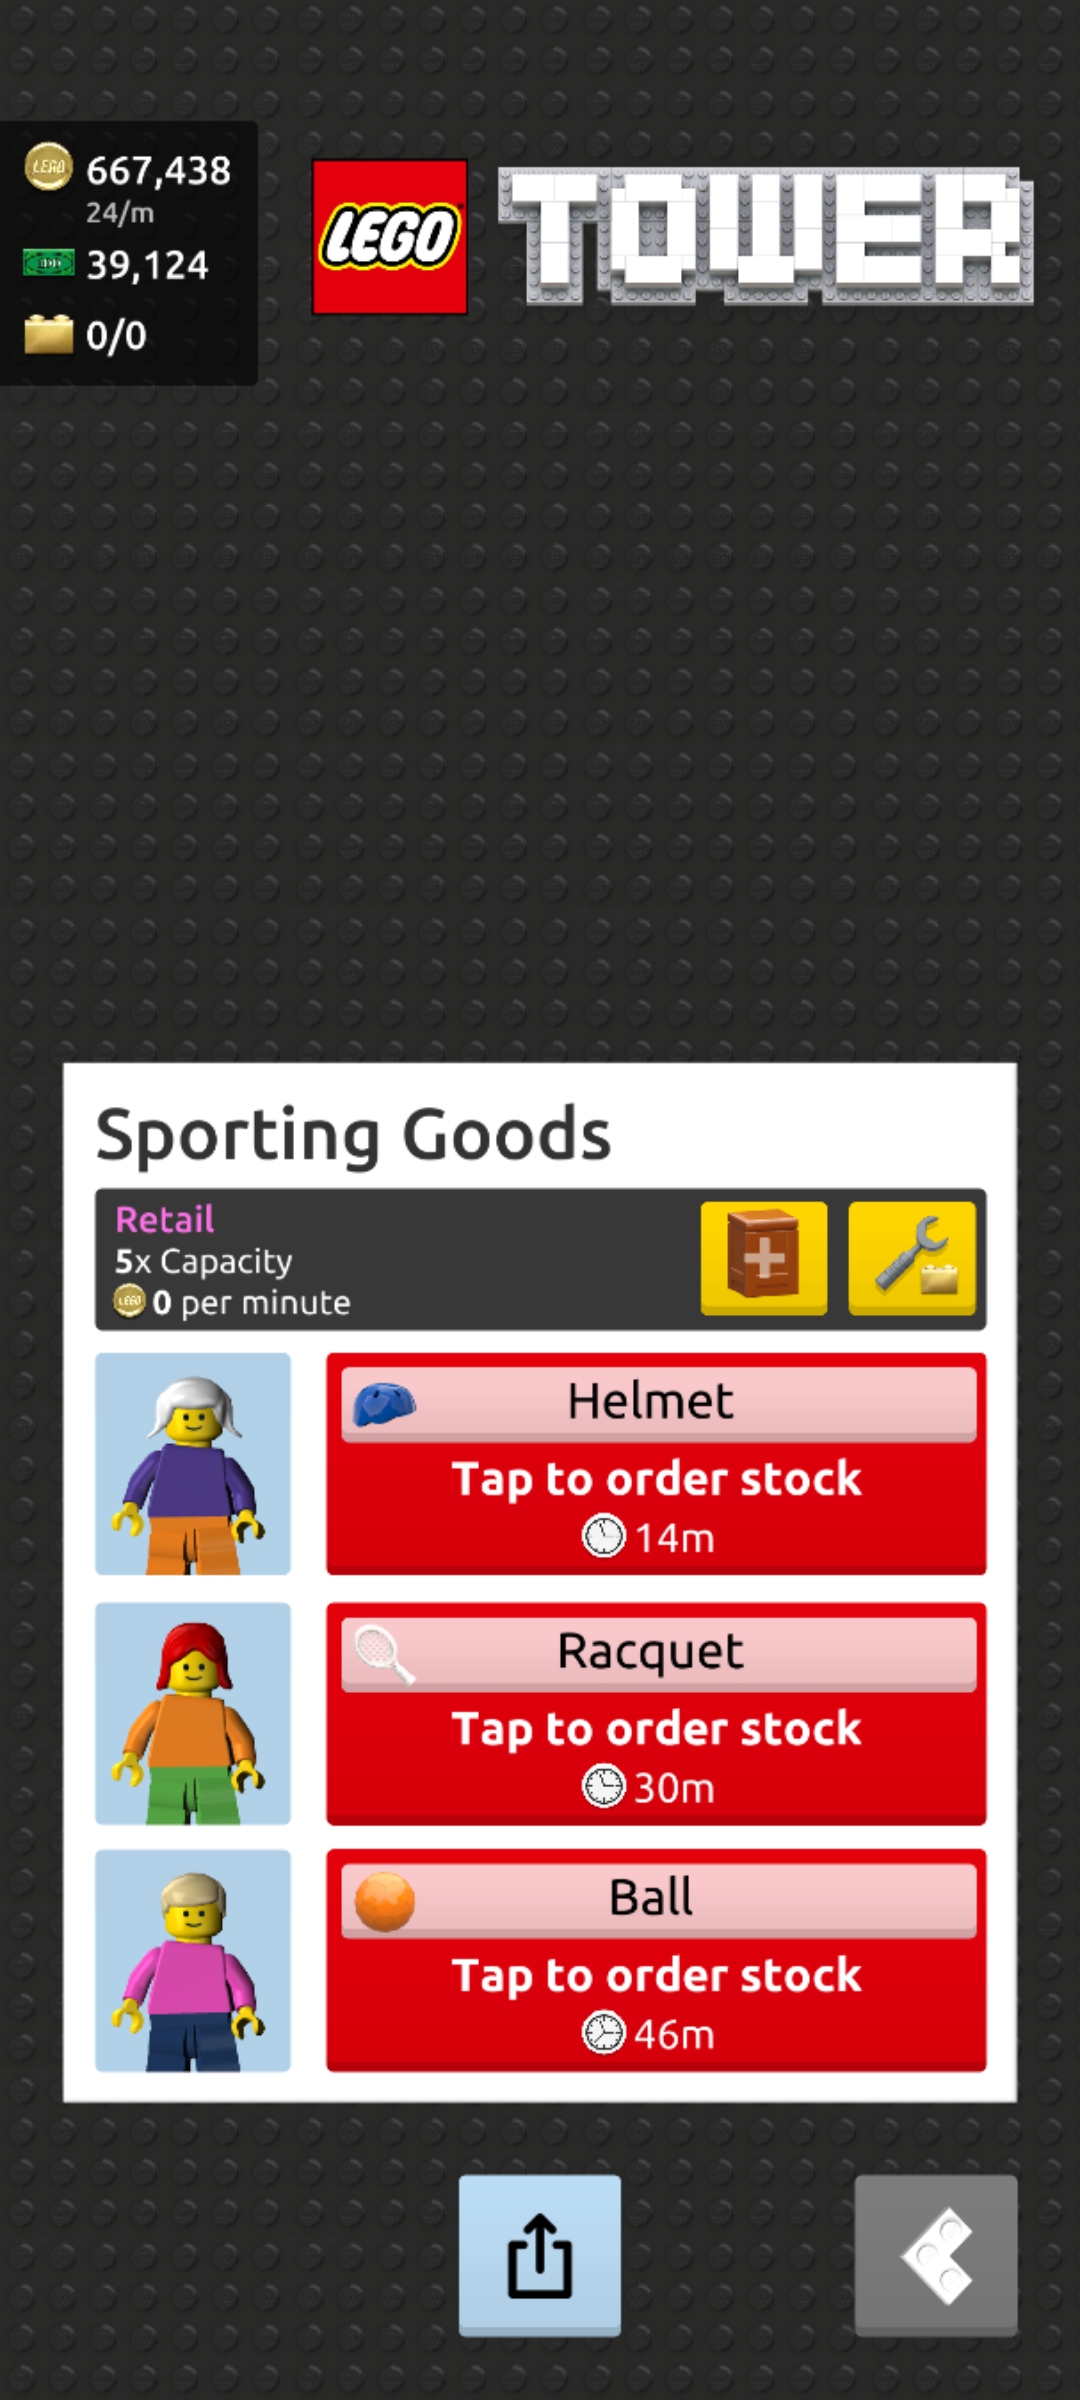 667,438
24/m
39,124
0/0
LEGO
TOWER
Sporting Goods
Retail
5x Capacity
0 per minute
Helmet
Tap to order stock
14m
Racquet
Tap to order stock
30m
Ball
Tap to order stock
46m